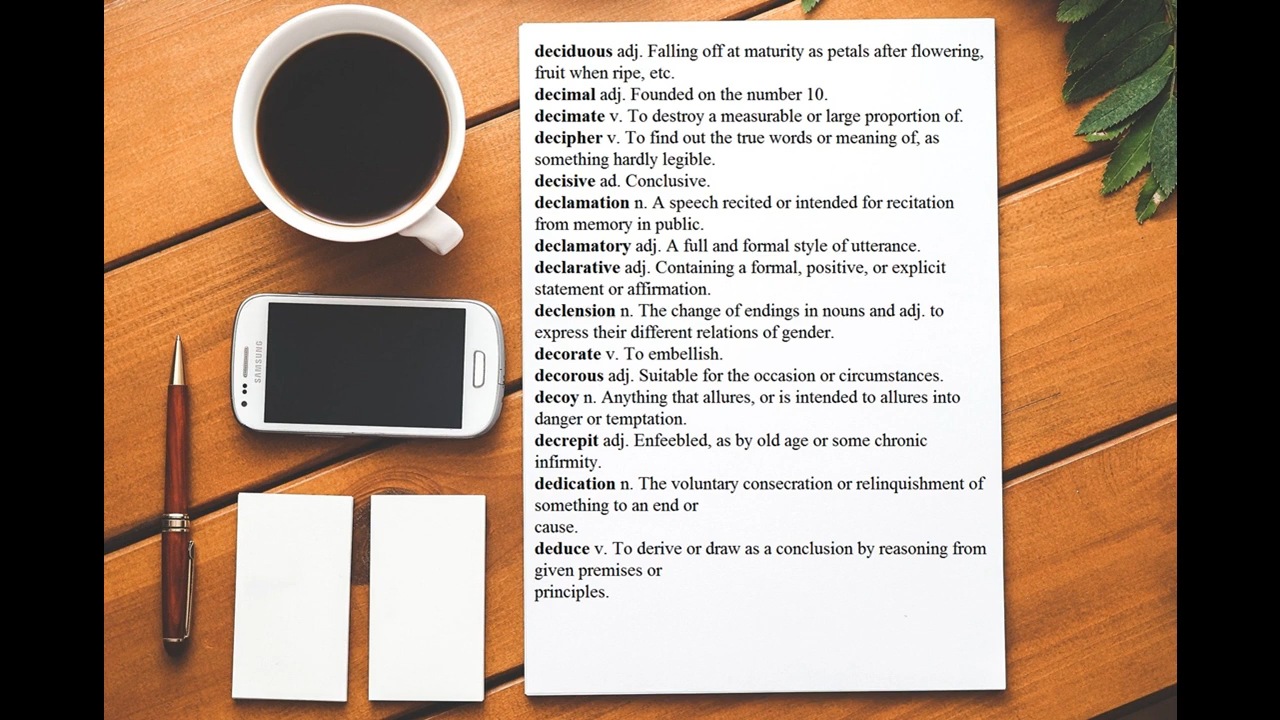 deciduous adj. Falling off at maturity as petals after flowering,
fruit when ripe, etc.
decimal adj. Founded on the number 10.
decimate v. To destroy a measurable or large proportion of.
decipher v. To find out the true words or meaning of, as
something hardly legible.
decisive ad. Conclusive.
declamation n. A speech recited or intended for recitation
from memory in public.
declamatory adj. A full and formal style of utterance.
declarative adj. Containing a formal, positive, or explicit
statement or affirmation.
declension n. The change of endings in nouns and adj. to
express their different relations of gender.
decorate v. To embellish.
decorous adj. Suitable for the occasion or circumstances.
decoy n. Anything that allures, or is intended to allures into
danger or temptation.
decrepit adj. Enfeebled, as by old age or some chronic
infirmity.
dedication n. The voluntary consecration or relinquishment of
something to an end or
cause.
deduce v. To derive or draw as a conclusion by reasoning from
given premises or
principles.
SAMSUNG